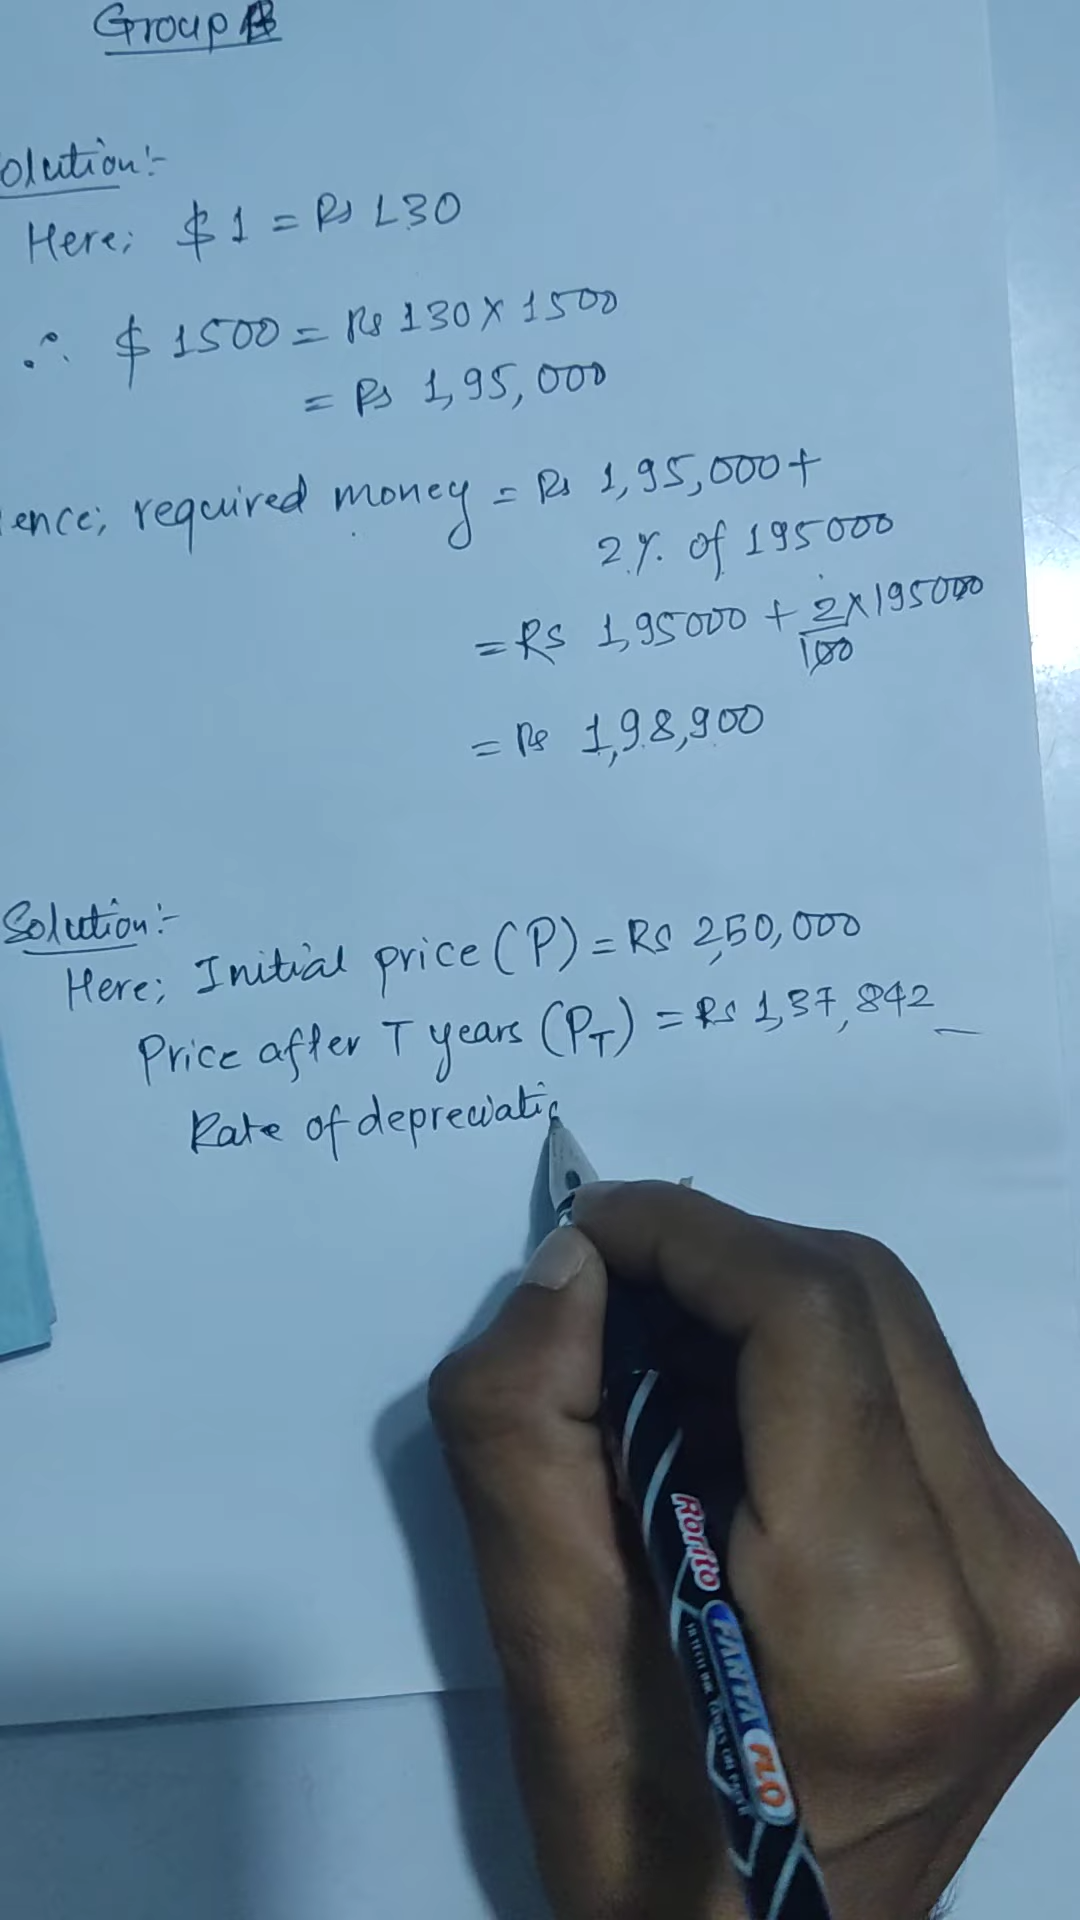 Group B
olution:-
Here; $1 = Rs 130
∴ $ 1500 = Rs 130 × 1500
= Rs 1,95,000
ence; required money = Rs 1,95,000 +
2% of 195000
= Rs 1,95000 + 2/100 × 195000
= Rs 1,98,900
Solution:-
Here; Initial price (P) = Rs 2,50,000
Price after T years (P_T) = Rs 1,37,842
Rate of depreciatio
Rorito
FANTA FLO